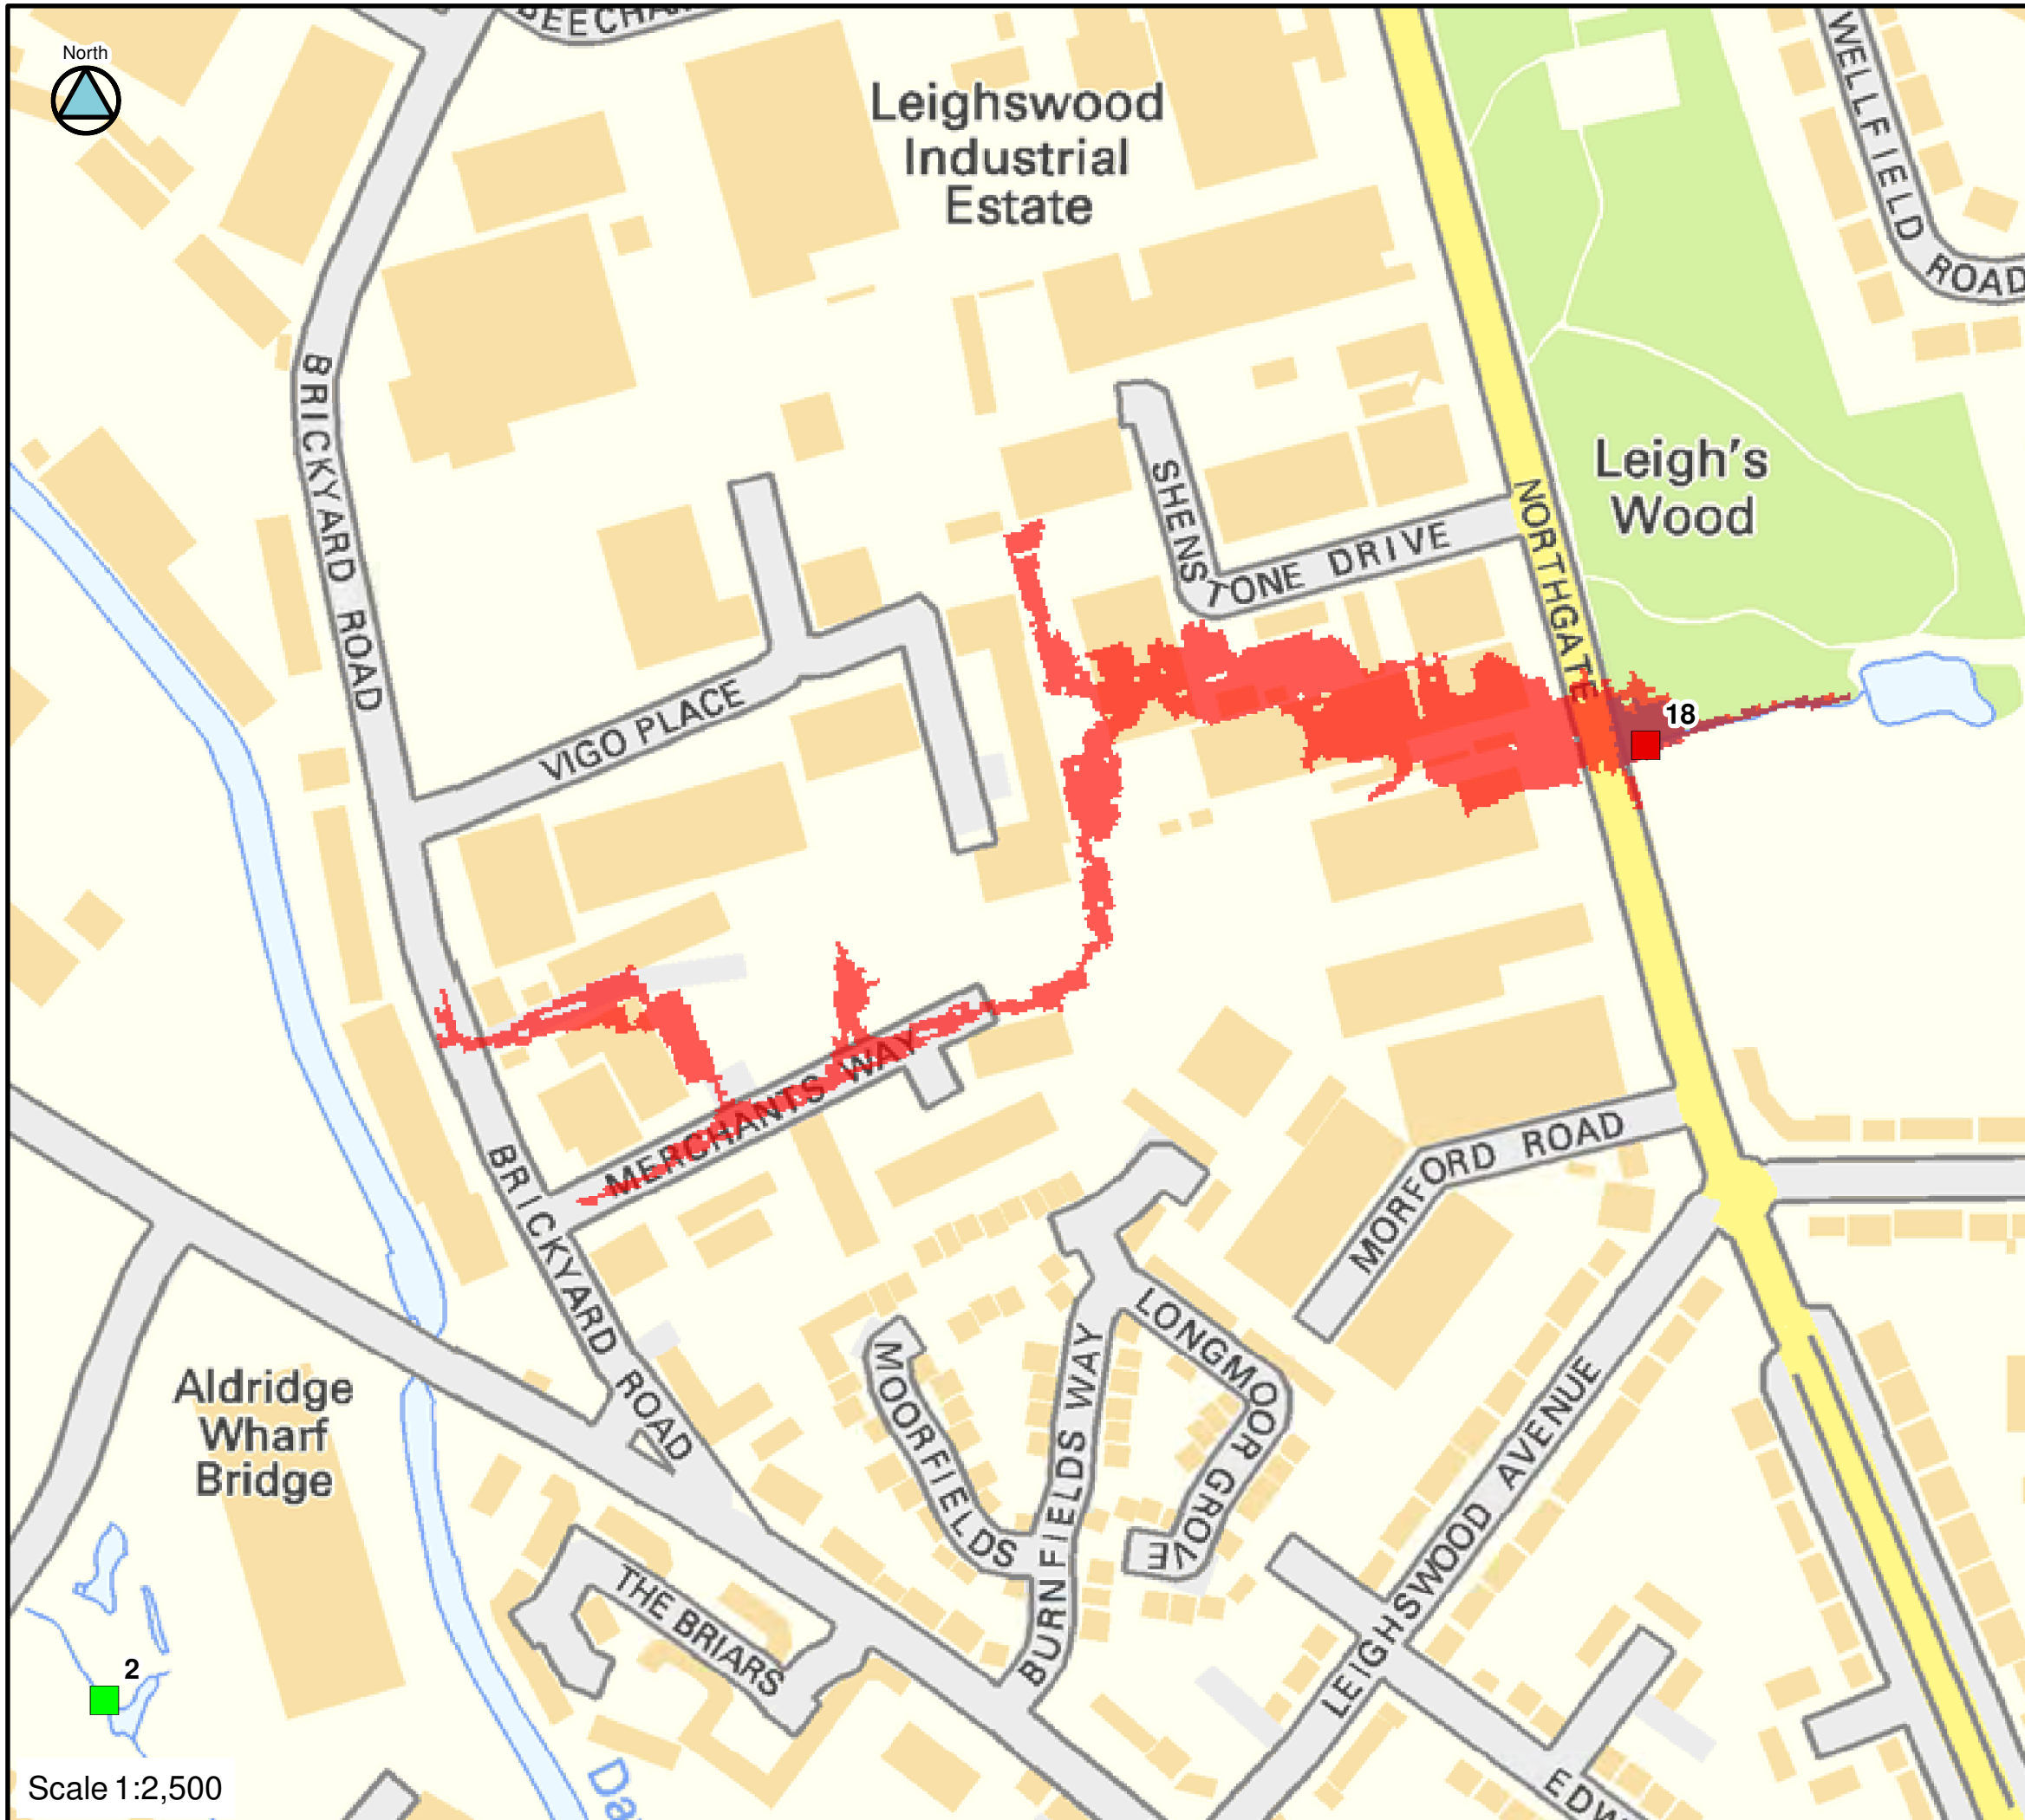 North
Leighswood
Industrial
Estate
WELLFIELD ROAD
BRICKYARD ROAD
SHENSTONE DRIVE
NORTHGATE
Leigh's
Wood
VIGO PLACE
18
MERCHANTS WAY
BRICKYARD ROAD
MORFORD ROAD
LONGMOOR GROVE
MOORFIELDS
BURNFIELDS WAY
LEIGHSWOOD AVENUE
Aldridge
Wharf
Bridge
THE BRIARS
2
EDW
Da
Scale 1:2,500